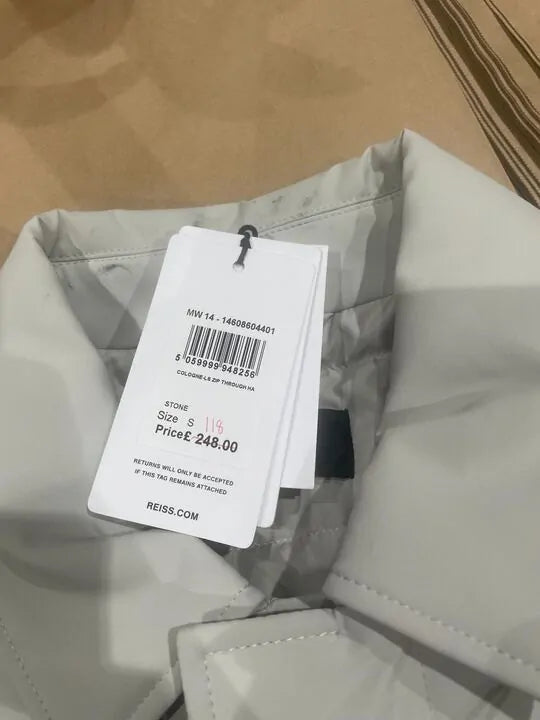 MW 14 - 14608604401
5 059999 948256
COLOGNE-LS ZIP THROUGH HA
STONE
Size S 118
Price£ 248.00
RETURNS WILL ONLY BE ACCEPTED
IF THIS TAG REMAINS ATTACHED
REISS.COM